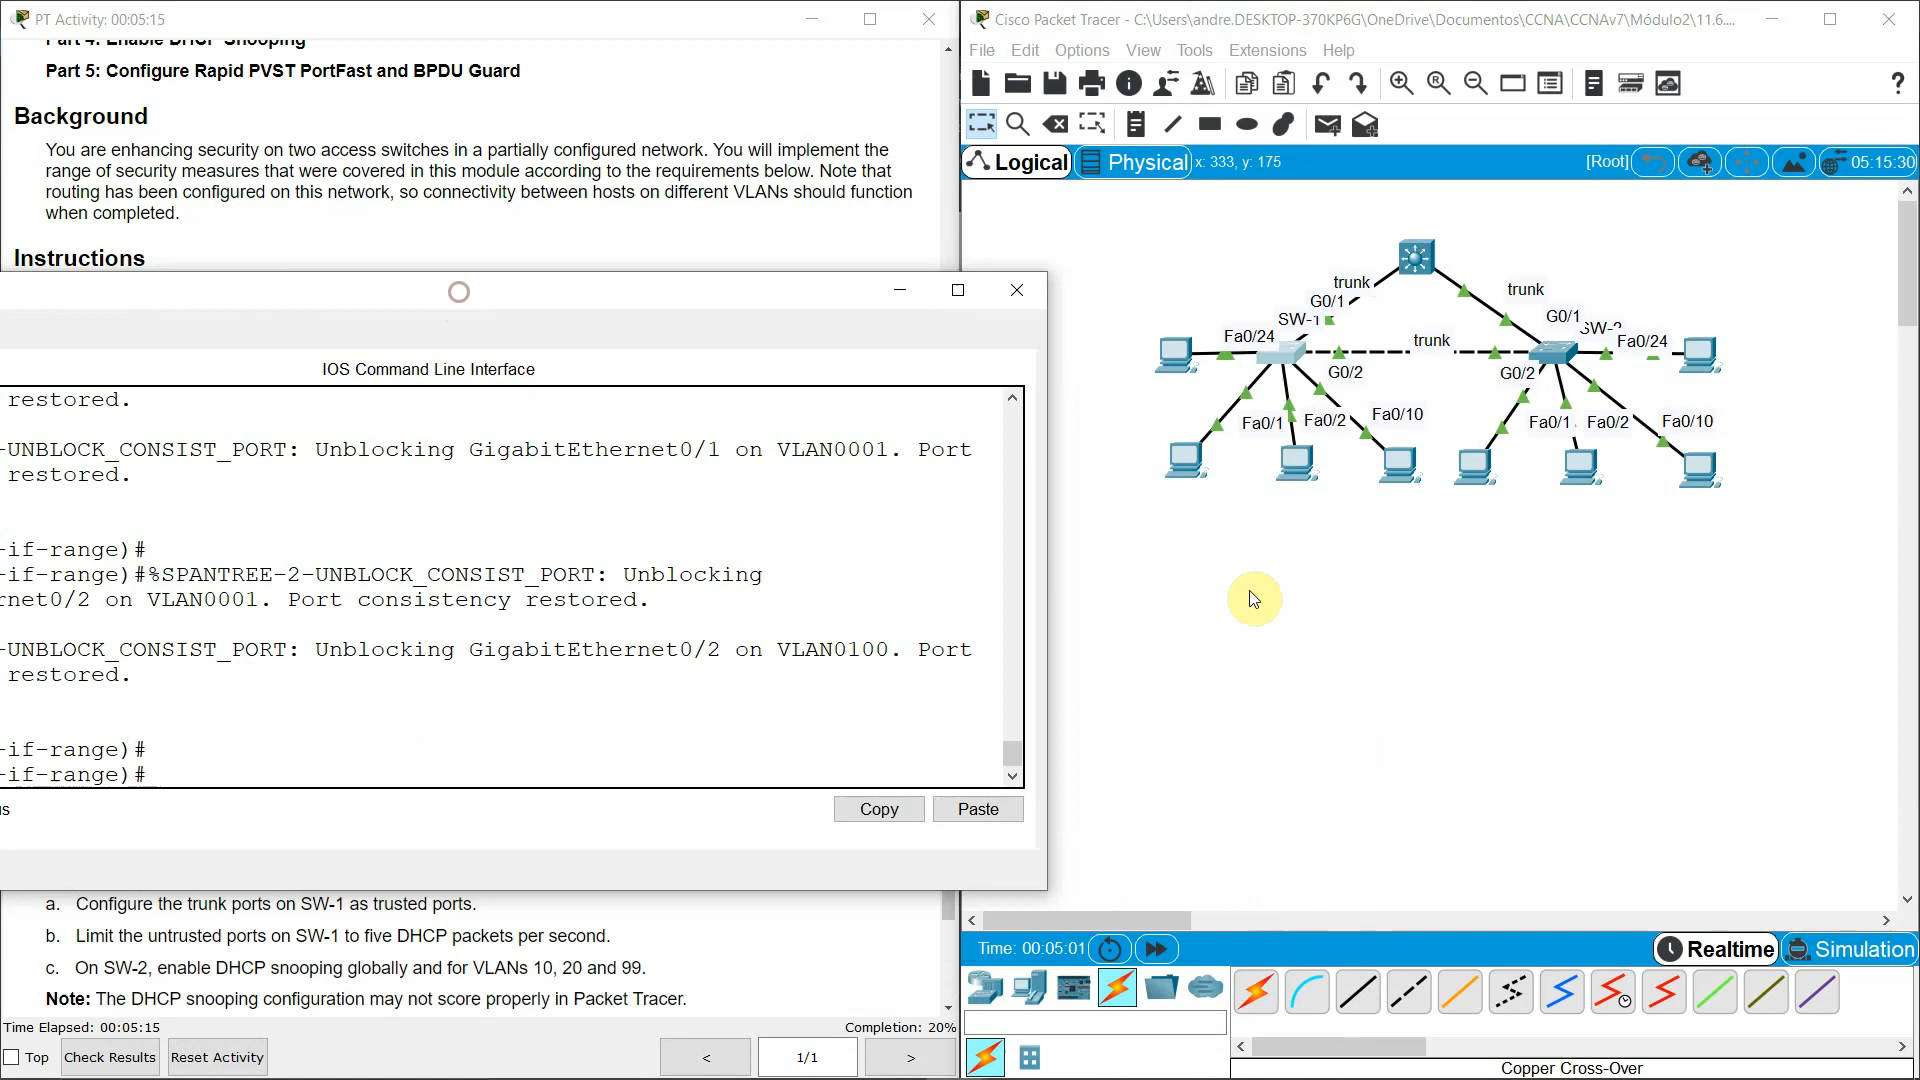 PT Activity: 00:05:15
Part 4: Enable DHCP Snooping
Part 5: Configure Rapid PVST PortFast and BPDU Guard
Background
You are enhancing security on two access switches in a partially configured network. You will implement the
range of security measures that were covered in this module according to the requirements below. Note that
routing has been configured on this network, so connectivity between hosts on different VLANs should function
when completed.
Instructions
IOS Command Line Interface
restored.
-UNBLOCK_CONSIST_PORT: Unblocking GigabitEthernet0/1 on VLAN0001. Port
restored.
-if-range)#
-if-range)#%SPANTREE-2-UNBLOCK_CONSIST_PORT: Unblocking
rnet0/2 on VLAN0001. Port consistency restored.
-UNBLOCK_CONSIST_PORT: Unblocking GigabitEthernet0/2 on VLAN0100. Port
restored.
-if-range)#
-if-range)#
us
Copy
Paste
a. Configure the trunk ports on SW-1 as trusted ports.
b. Limit the untrusted ports on SW-1 to five DHCP packets per second.
c. On SW-2, enable DHCP snooping globally and for VLANs 10, 20 and 99.
Note: The DHCP snooping configuration may not score properly in Packet Tracer.
Time Elapsed: 00:05:15
Completion: 20%
Top
Check Results
Reset Activity
<
1/1
>
Cisco Packet Tracer - C:\Users\andre.DESKTOP-370KP6G\OneDrive\Documentos\CCNA\CCNAv7\Módulo2\11.6....
File Edit Options View Tools Extensions Help
Logical
Physical
x: 333, y: 175
[Root]
05:15:30
trunk
G0/1
SW-1
Fa0/24
trunk
G0/1
SW-2
Fa0/24
trunk
G0/2
G0/2
Fa0/1
Fa0/2
Fa0/10
Fa0/1
Fa0/2
Fa0/10
Time: 00:05:01
Realtime
Simulation
Copper Cross-Over